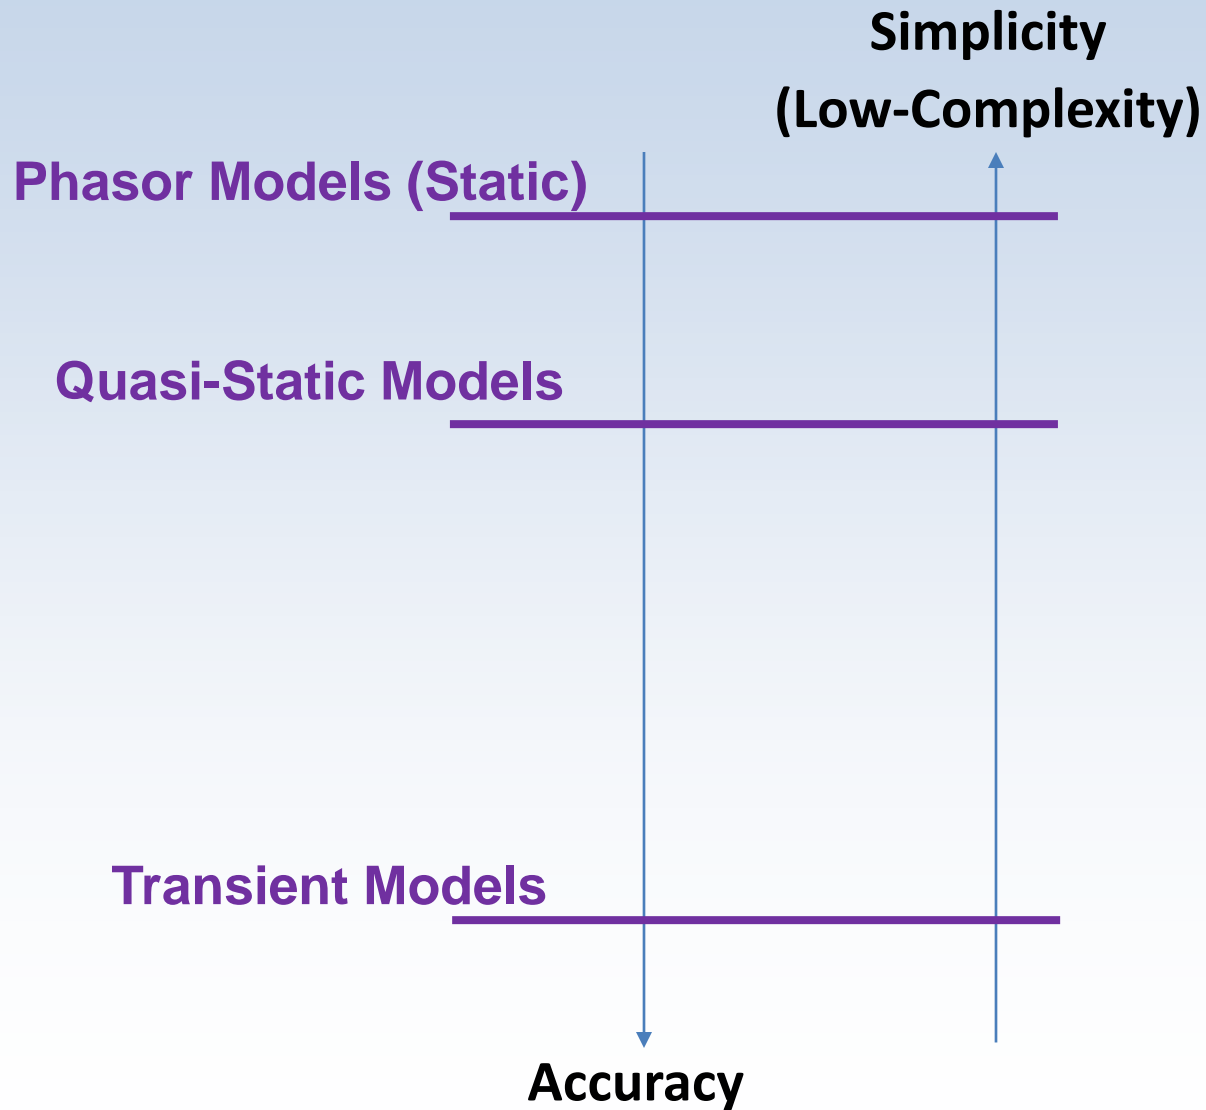 Simplicity
(Low-Complexity)
Phasor Models (Static)
Quasi-Static Models
Transient Models
Accuracy